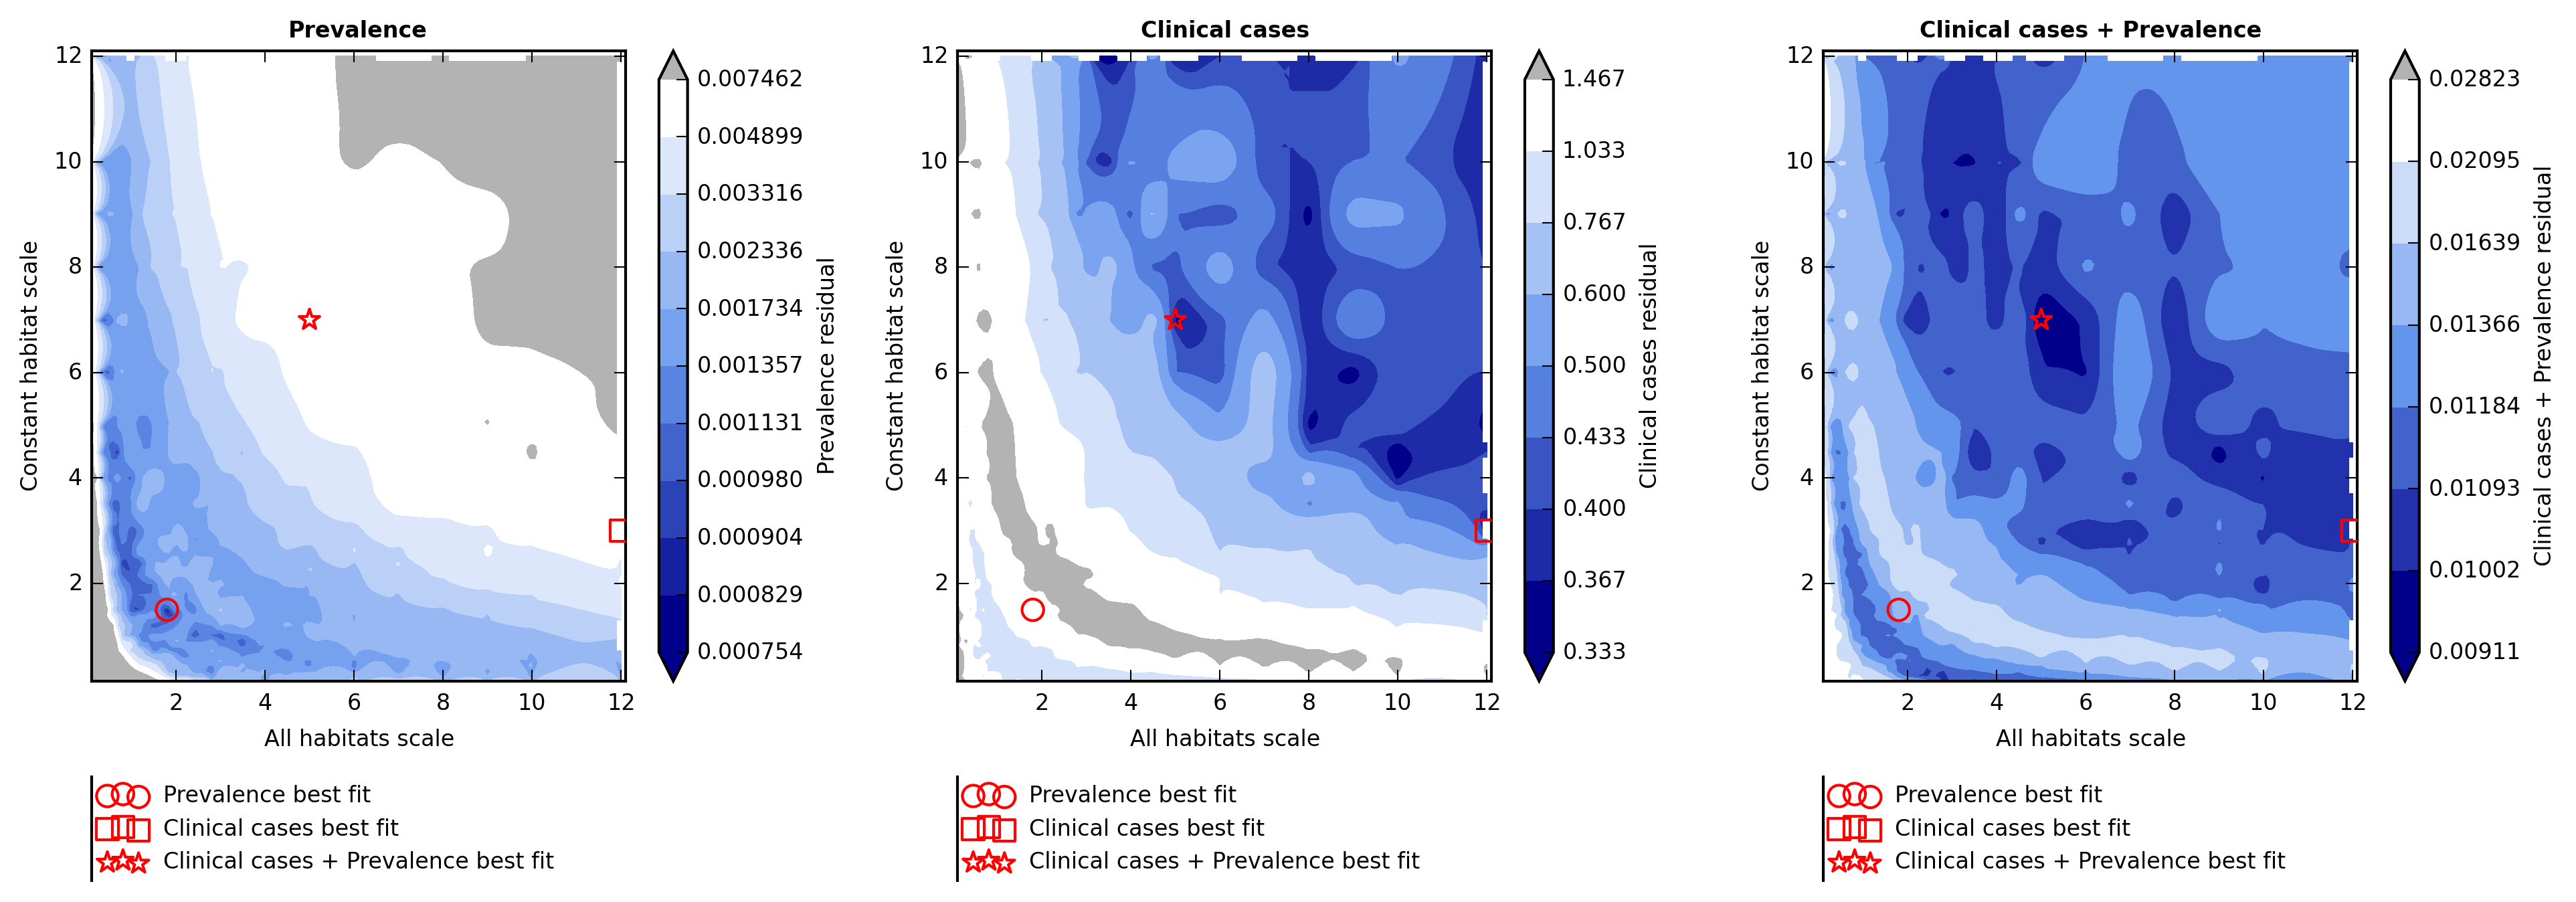 Prevalence
Constant habitat scale
12
10
8
6
4
2
2 4 6 8 10 12
All habitats scale
0.007462
0.004899
0.003316
0.002336
0.001734
0.001357
0.001131
0.000980
0.000904
0.000829
0.000754
Prevalence residual
Prevalence best fit
Clinical cases best fit
Clinical cases + Prevalence best fit
Clinical cases
Constant habitat scale
12
10
8
6
4
2
2 4 6 8 10 12
All habitats scale
1.467
1.033
0.767
0.600
0.500
0.433
0.400
0.367
0.333
Clinical cases residual
Prevalence best fit
Clinical cases best fit
Clinical cases + Prevalence best fit
Clinical cases + Prevalence
Constant habitat scale
12
10
8
6
4
2
2 4 6 8 10 12
All habitats scale
0.02823
0.02095
0.01639
0.01366
0.01184
0.01093
0.01002
0.00911
Clinical cases + Prevalence residual
Prevalence best fit
Clinical cases best fit
Clinical cases + Prevalence best fit